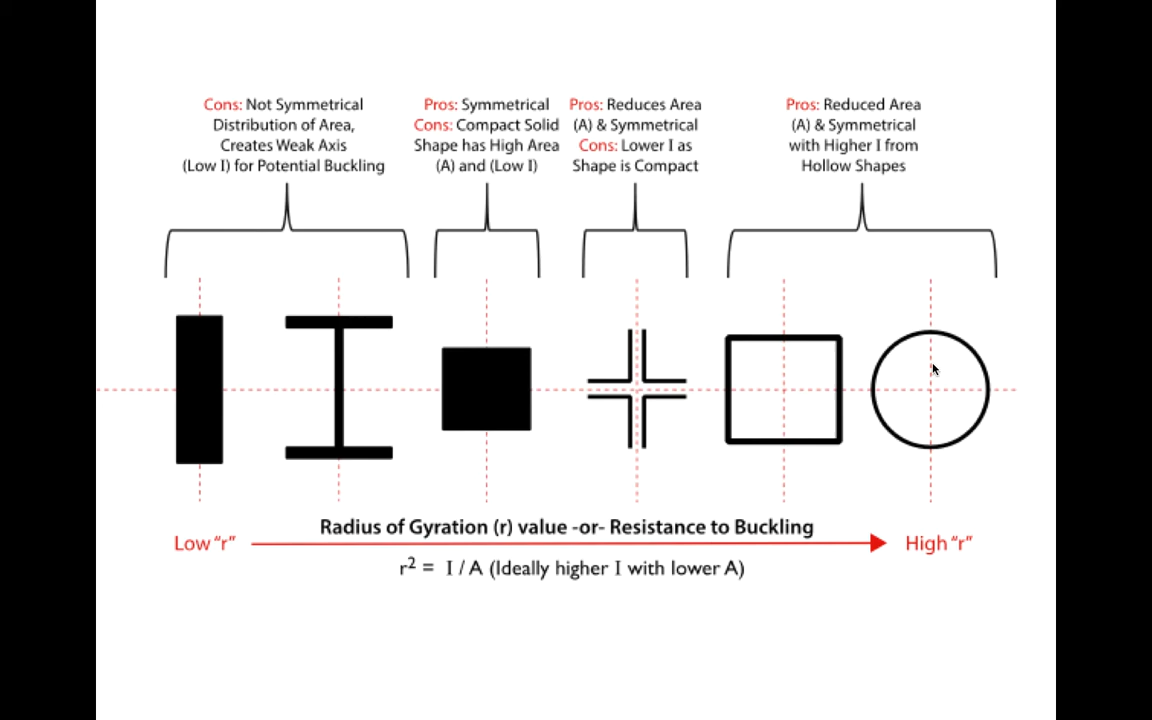 Cons: Not Symmetrical
Distribution of Area,
Creates Weak Axis
(Low I) for Potential Buckling
Pros: Symmetrical
Cons: Compact Solid
Shape has High Area
(A) and (Low I)
Pros: Reduces Area
(A) & Symmetrical
Cons: Lower I as
Shape is Compact
Pros: Reduced Area
(A) & Symmetrical
with Higher I from
Hollow Shapes
Radius of Gyration (r) value -or- Resistance to Buckling
Low “r”
High “r”
r² = I / A (Ideally higher I with lower A)